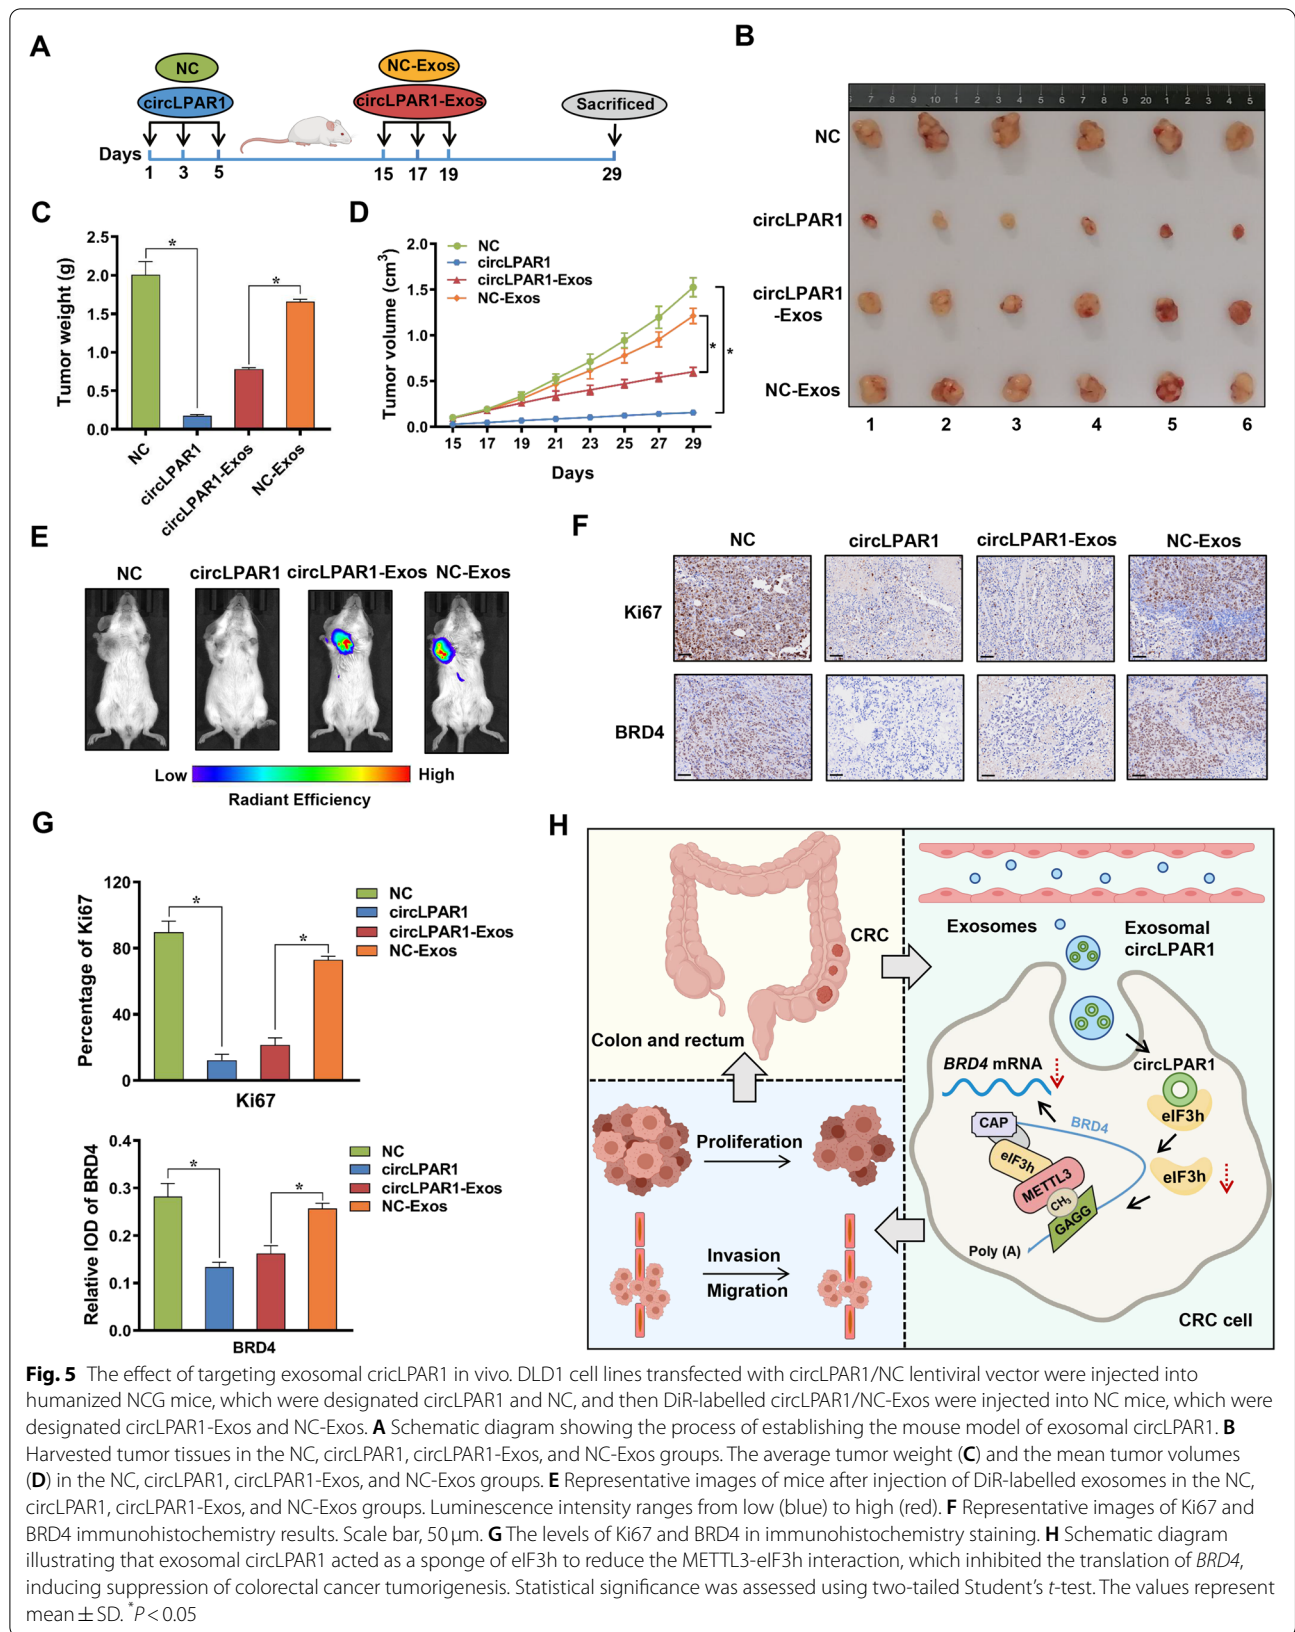 A
NC
circLPAR1
NC-Exos
circLPAR1-Exos
Sacrificed
Days
1 3 5 15 17 19 29
B
7 8 9 10 1 2 3 4 6 7 8 9 20 1 2 3 4 5
NC
circLPAR1
circLPAR1
-Exos
NC-Exos
1 2 3 4 5 6
C
Tumor weight (g)
2.5
2.0
1.5
1.0
0.5
0.0
* *
NC circLPAR1 circLPAR1-Exos NC-Exos
D
Tumor volume (cm3)
2.0
1.5
1.0
0.5
0.0
NC
circLPAR1
circLPAR1-Exos
NC-Exos
* *
15 17 19 21 23 25 27 29
Days
E
NC circLPAR1 circLPAR1-Exos NC-Exos
Low High
Radiant Efficiency
F
NC circLPAR1 circLPAR1-Exos NC-Exos
Ki67
BRD4
G
Percentage of Ki67
120
80
40
0
* *
NC
circLPAR1
circLPAR1-Exos
NC-Exos
Ki67
Relative IOD of BRD4
0.4
0.3
0.2
0.1
0.0
* *
NC
circLPAR1
circLPAR1-Exos
NC-Exos
BRD4
H
CRC
Colon and rectum
Proliferation
Invasion
Migration
Exosomes
Exosomal
circLPAR1
BRD4 mRNA
circLPAR1
eIF3h
CAP
BRD4
eIF3h
METTL3
CH3
GAGG
eIF3h
Poly (A)
CRC cell
Fig. 5 The effect of targeting exosomal cricLPAR1 in vivo. DLD1 cell lines transfected with circLPAR1/NC lentiviral vector were injected into
humanized NCG mice, which were designated circLPAR1 and NC, and then DiR-labelled circLPAR1/NC-Exos were injected into NC mice, which were
designated circLPAR1-Exos and NC-Exos. A Schematic diagram showing the process of establishing the mouse model of exosomal circLPAR1. B
Harvested tumor tissues in the NC, circLPAR1, circLPAR1-Exos, and NC-Exos groups. The average tumor weight (C) and the mean tumor volumes
(D) in the NC, circLPAR1, circLPAR1-Exos, and NC-Exos groups. E Representative images of mice after injection of DiR-labelled exosomes in the NC,
circLPAR1, circLPAR1-Exos, and NC-Exos groups. Luminescence intensity ranges from low (blue) to high (red). F Representative images of Ki67 and
BRD4 immunohistochemistry results. Scale bar, 50 μm. G The levels of Ki67 and BRD4 in immunohistochemistry staining. H Schematic diagram
illustrating that exosomal circLPAR1 acted as a sponge of eIF3h to reduce the METTL3-eIF3h interaction, which inhibited the translation of BRD4,
inducing suppression of colorectal cancer tumorigenesis. Statistical significance was assessed using two-tailed Student's t-test. The values represent
mean ± SD. *P < 0.05